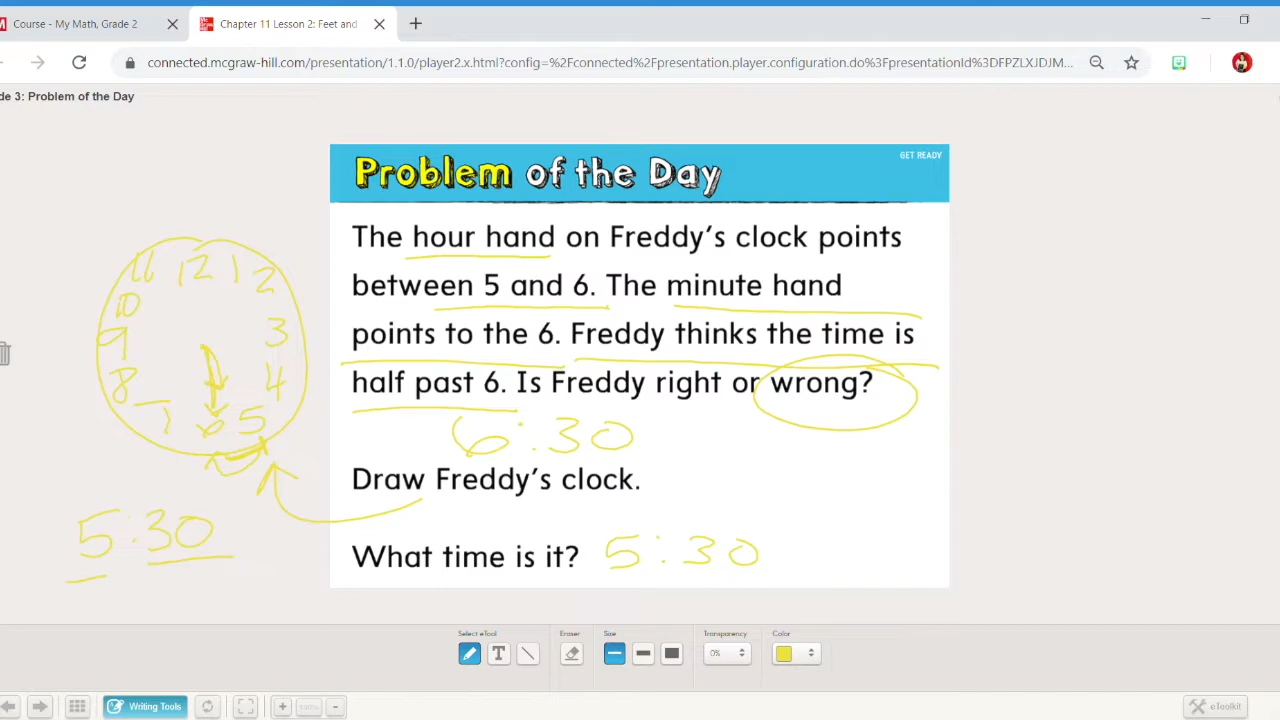 Course - My Math, Grade 2
Chapter 11 Lesson 2: Feet and
connected.mcgraw-hill.com/presentation/1.1.0/player2.x.html?config=%2Fconnected%2Fpresentation.player.configuration.do%3FpresentationId%3DFPZLXJDJM...
de 3: Problem of the Day
Problem of the Day
GET READY
The hour hand on Freddy's clock points
between 5 and 6. The minute hand
points to the 6. Freddy thinks the time is
half past 6. Is Freddy right or wrong?
6:30
Draw Freddy's clock.
What time is it? 5:30
11 12 1 2
10
9 3
8 4
7 6 5
5:30
Select eTool
Eraser
Size
Transparency
Color
T
0%
Writing Tools
100%
eToolkit